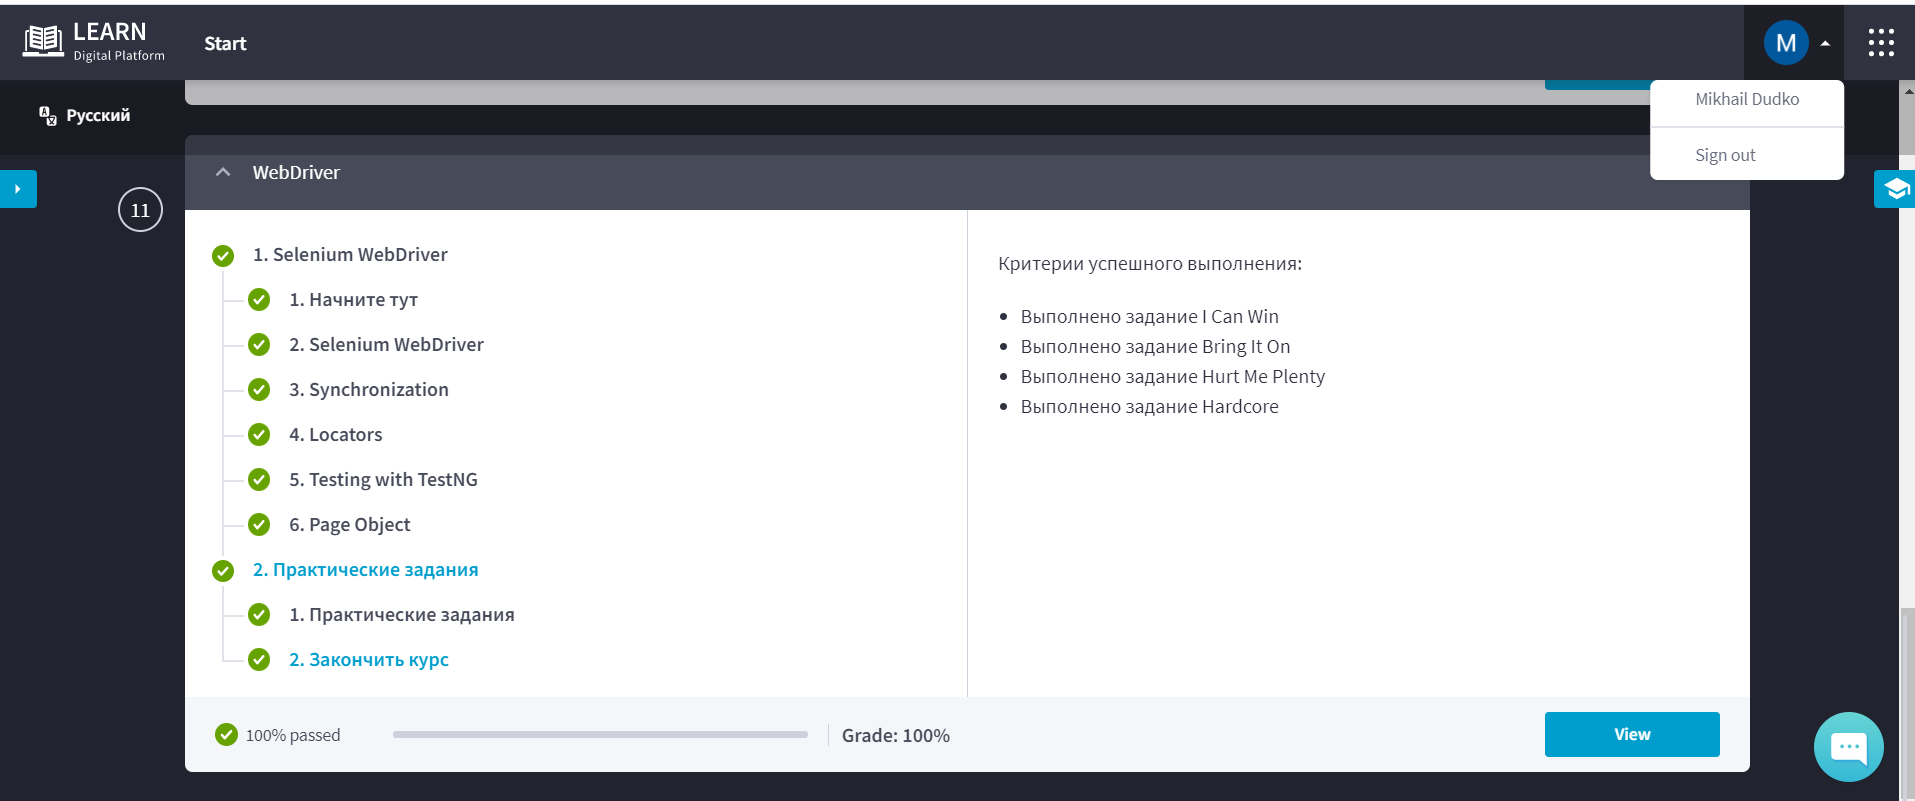 LEARN
Digital Platform
Start
M
Mikhail Dudko
Sign out
Русский
WebDriver
11
1. Selenium WebDriver
1. Начните тут
2. Selenium WebDriver
3. Synchronization
4. Locators
5. Testing with TestNG
6. Page Object
2. Практические задания
1. Практические задания
2. Закончить курс
Критерии успешного выполнения:
Выполнено задание I Can Win
Выполнено задание Bring It On
Выполнено задание Hurt Me Plenty
Выполнено задание Hardcore
100% passed
Grade: 100%
View